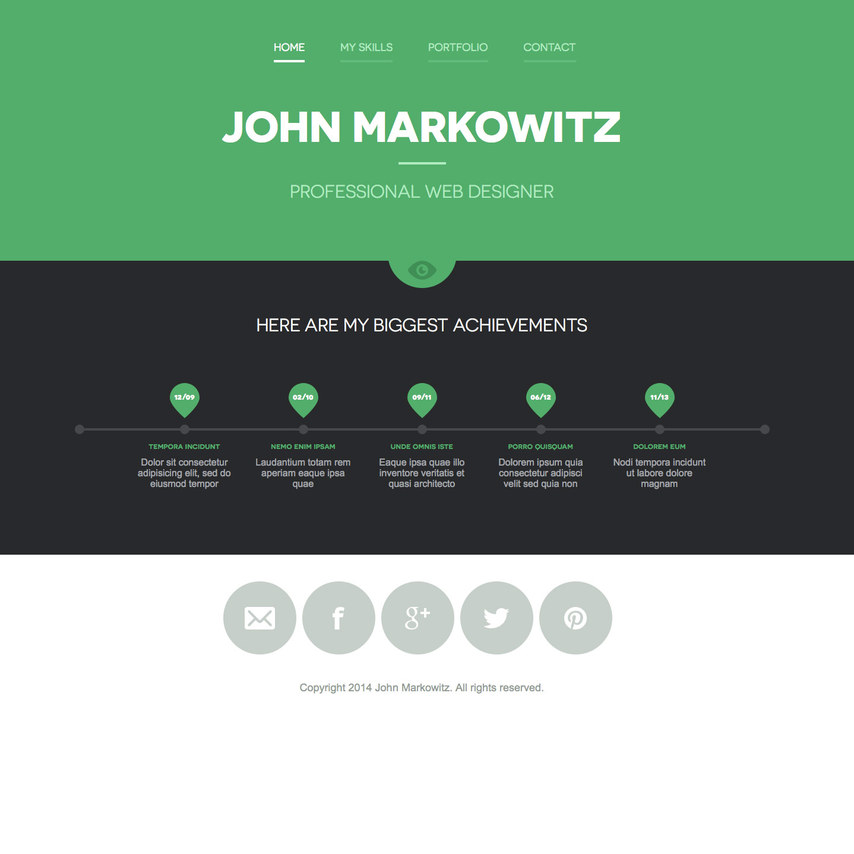 HOME MY SKILLS PORTFOLIO CONTACT
JOHN MARKOWITZ
PROFESSIONAL WEB DESIGNER
HERE ARE MY BIGGEST ACHIEVEMENTS
12/09 02/10 09/11 06/12 11/13
TEMPORA INCIDUNT
Dolor sit consectetur
adipisicing elit, sed do
eiusmod tempor
NEMO ENIM IPSAM
Laudantium totam rem
aperiam eaque ipsa
quae
UNDE OMNIS ISTE
Eaque ipsa quae illo
inventore veritatis et
quasi architecto
PORRO QUISQUAM
Dolorem ipsum quia
consectetur adipisci
velit sed quia non
DOLOREM EUM
Nodi tempora incidunt
ut labore dolore
magnam
f g+
Copyright 2014 John Markowitz. All rights reserved.